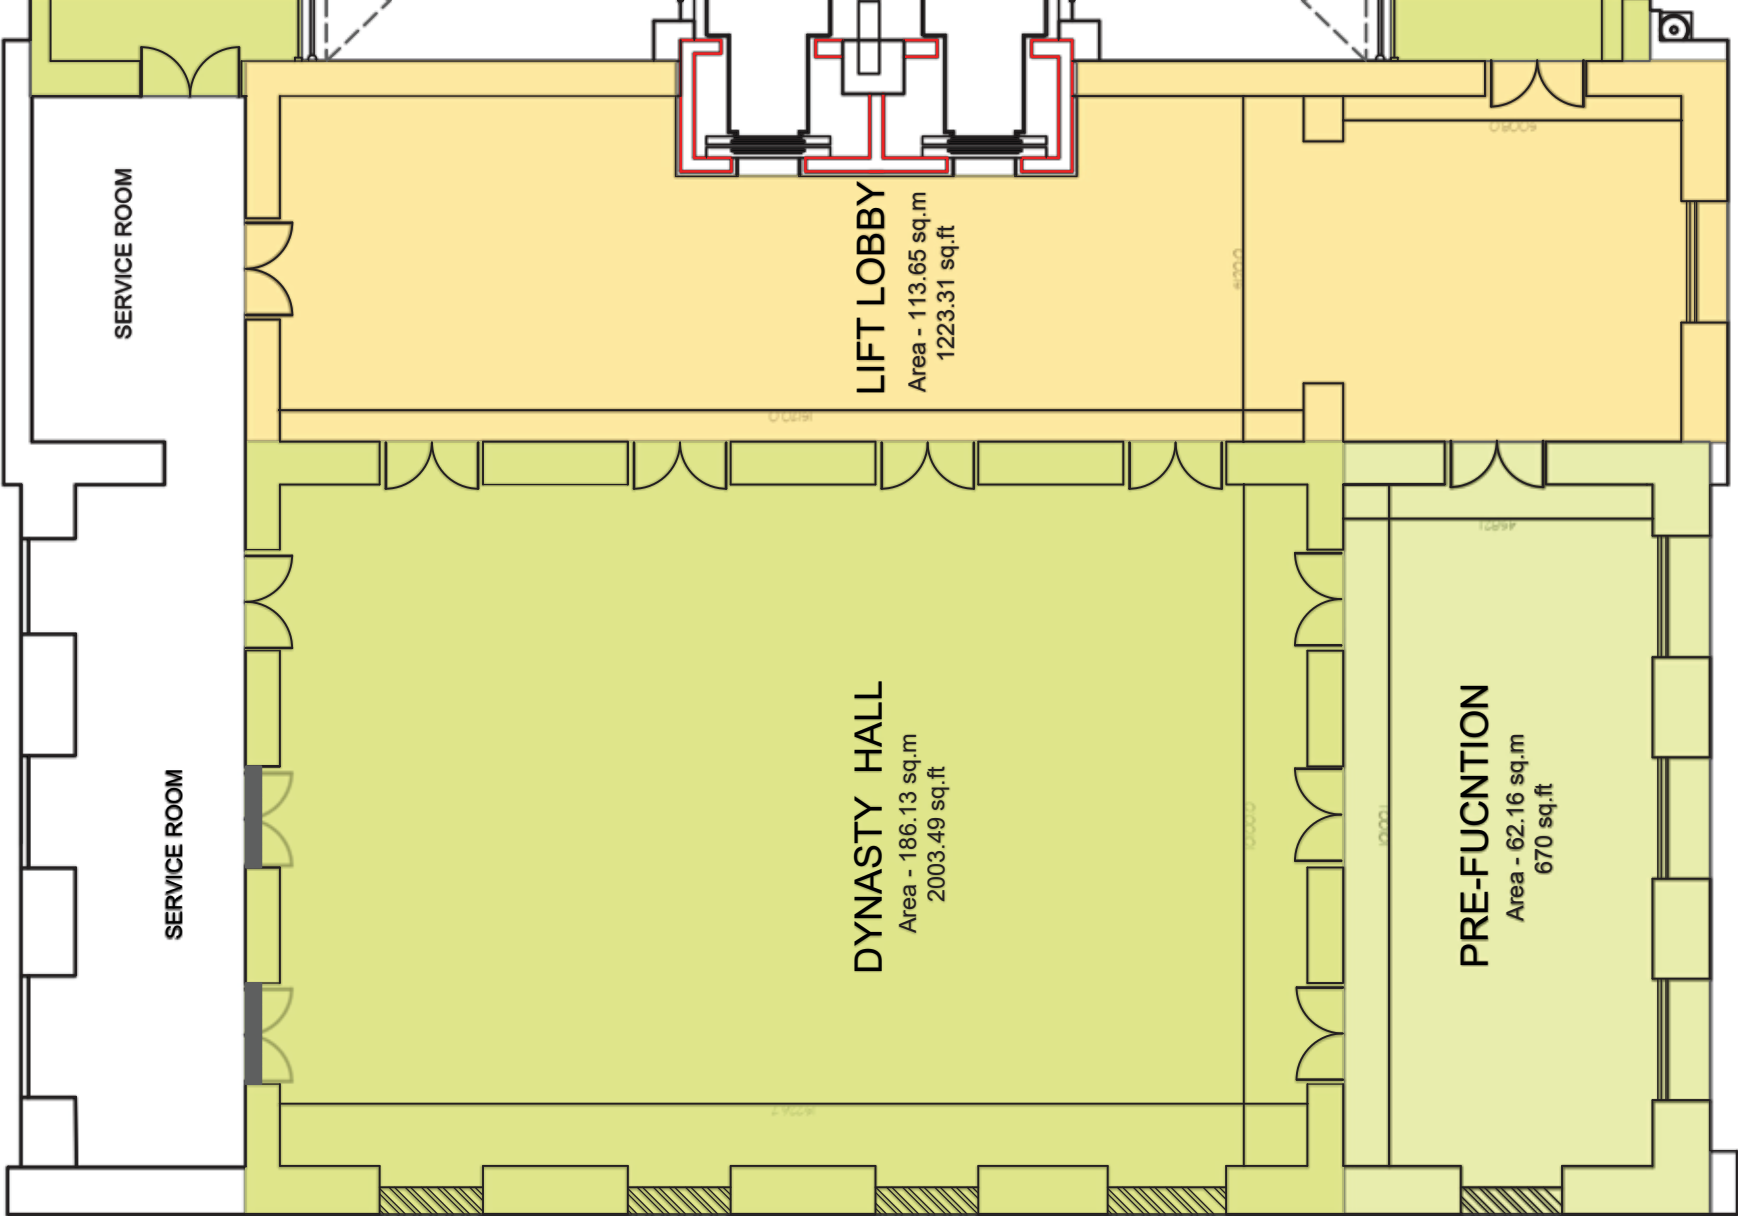 SERVICE ROOM
LIFT LOBBY
Area - 113.65 sq.m
1223.31 sq.ft
SERVICE ROOM
DYNASTY HALL
Area - 186.13 sq.m
2003.49 sq.ft
PRE-FUCNTION
Area - 62.16 sq.m
670 sq.ft